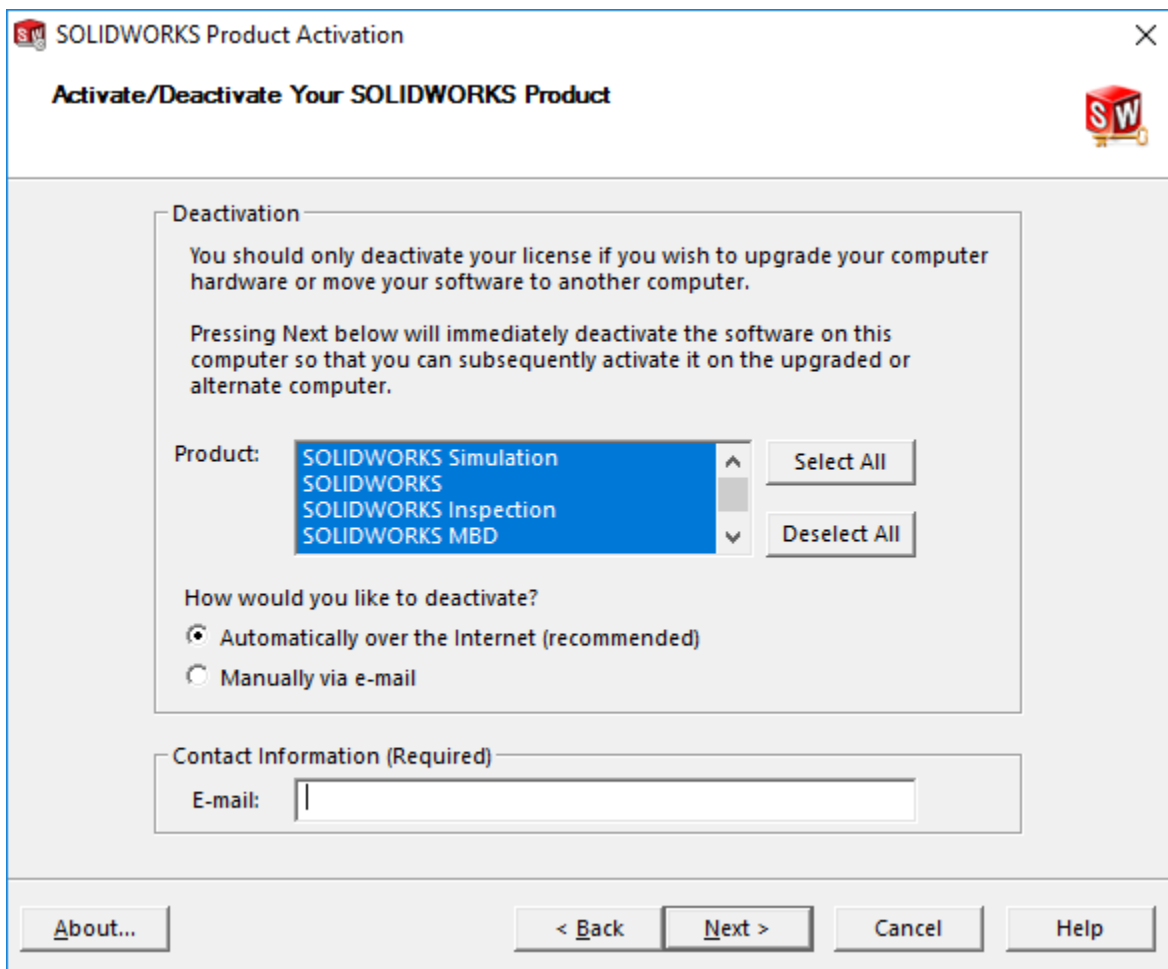 SOLIDWORKS Product Activation
Activate/Deactivate Your SOLIDWORKS Product
SW
Deactivation
You should only deactivate your license if you wish to upgrade your computer
hardware or move your software to another computer.
Pressing Next below will immediately deactivate the software on this
computer so that you can subsequently activate it on the upgraded or
alternate computer.
Product:
SOLIDWORKS Simulation
SOLIDWORKS
SOLIDWORKS Inspection
SOLIDWORKS MBD
Select All
Deselect All
How would you like to deactivate?
Automatically over the Internet (recommended)
Manually via e-mail
Contact Information (Required)
E-mail:
About...
< Back
Next >
Cancel
Help